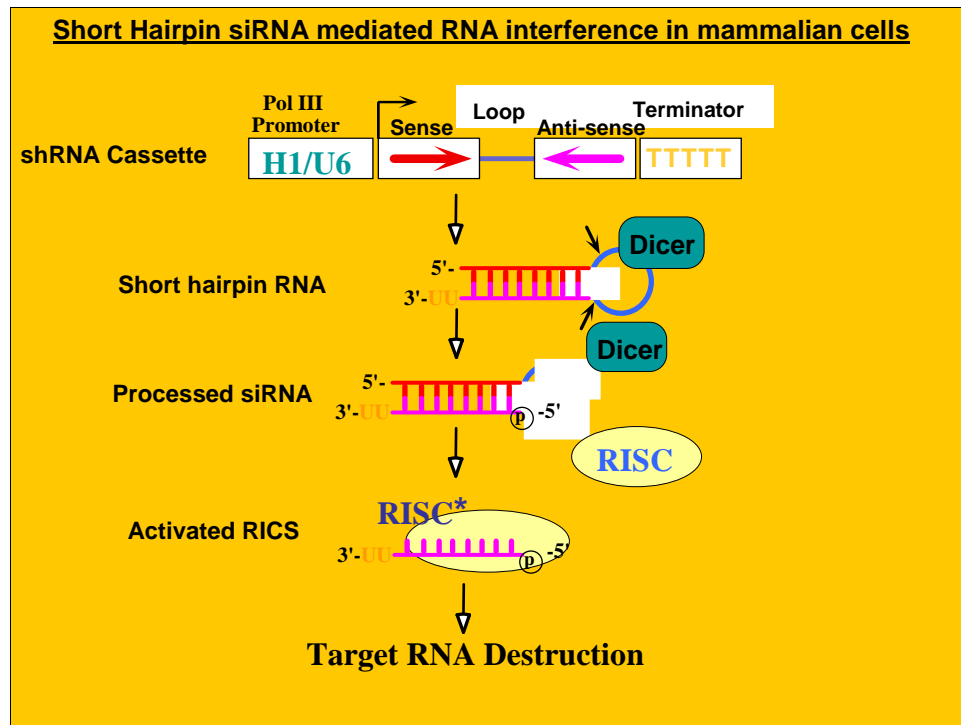 Short Hairpin siRNA mediated RNA interference in mammalian cells
Pol III
Promoter
Loop
Terminator
Sense
Anti-sense
shRNA Cassette
H1/U6
TTTTT
Dicer
5'-
Short hairpin RNA
3'-UU
Dicer
5'-
Processed siRNA
3'-UU
p -5'
RISC
RISC*
Activated RICS
3'-UU
p -5'
Target RNA Destruction